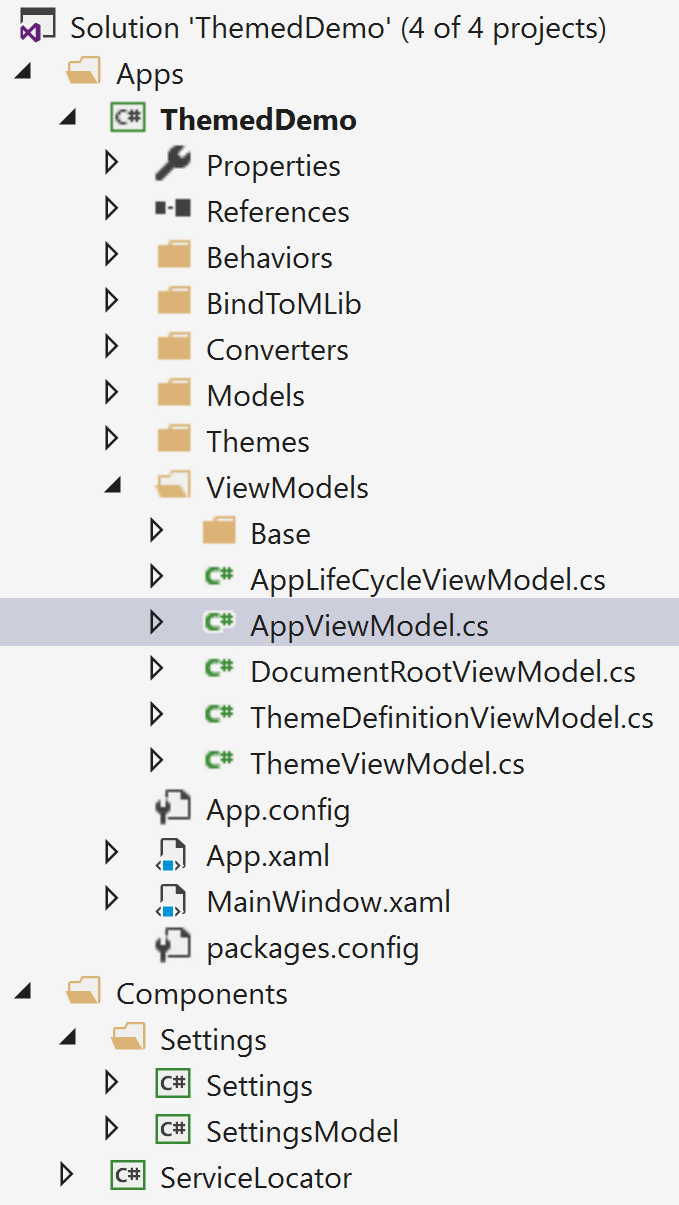 Solution 'ThemedDemo' (4 of 4 projects)
Apps
C# ThemedDemo
Properties
References
Behaviors
BindToMLib
Converters
Models
Themes
ViewModels
Base
C# AppLifeCycleViewModel.cs
C# AppViewModel.cs
C# DocumentRootViewModel.cs
C# ThemeDefinitionViewModel.cs
C# ThemeViewModel.cs
App.config
App.xaml
MainWindow.xaml
packages.config
Components
Settings
C# Settings
C# SettingsModel
C# ServiceLocator